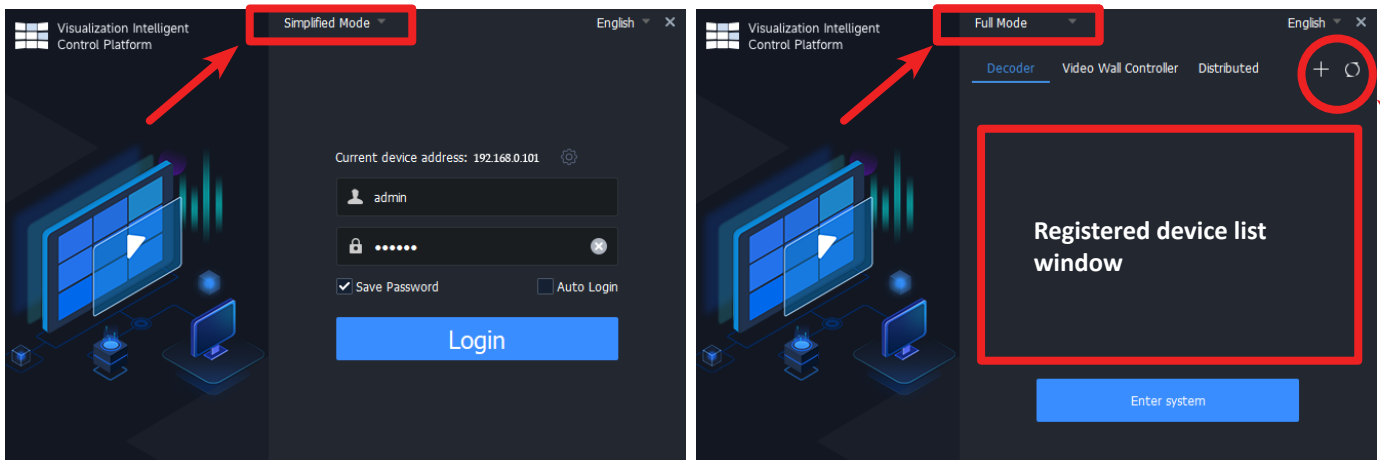 Visualization Intelligent
Control Platform
Simplified Mode
English
Current device address: 192.168.0.101
admin
Save Password
Auto Login
Login
Visualization Intelligent
Control Platform
Full Mode
English
Decoder Video Wall Controller Distributed
Registered device list
window
Enter system